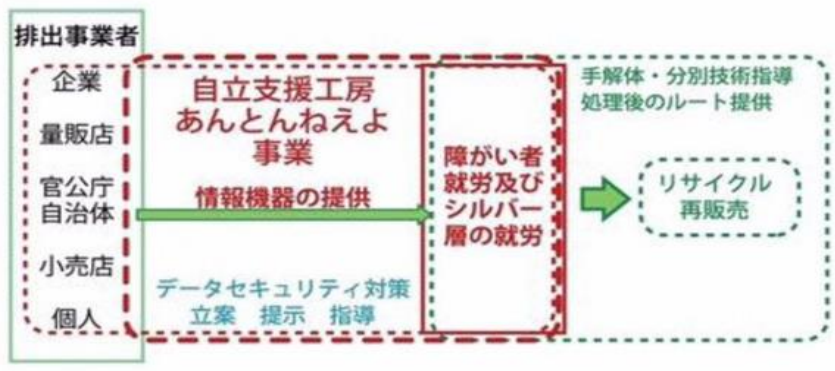 排出事業者
企業
量販店
官公庁
自治体
小売店
個人
自立支援工房
あんとんねえよ
事業
情報機器の提供
データセキュリティ対策
立案 提示 指導
障がい者
就労及び
シルバー
層の就労
手解体・分別技術指導
処理後のルート提供
リサイクル
再販売